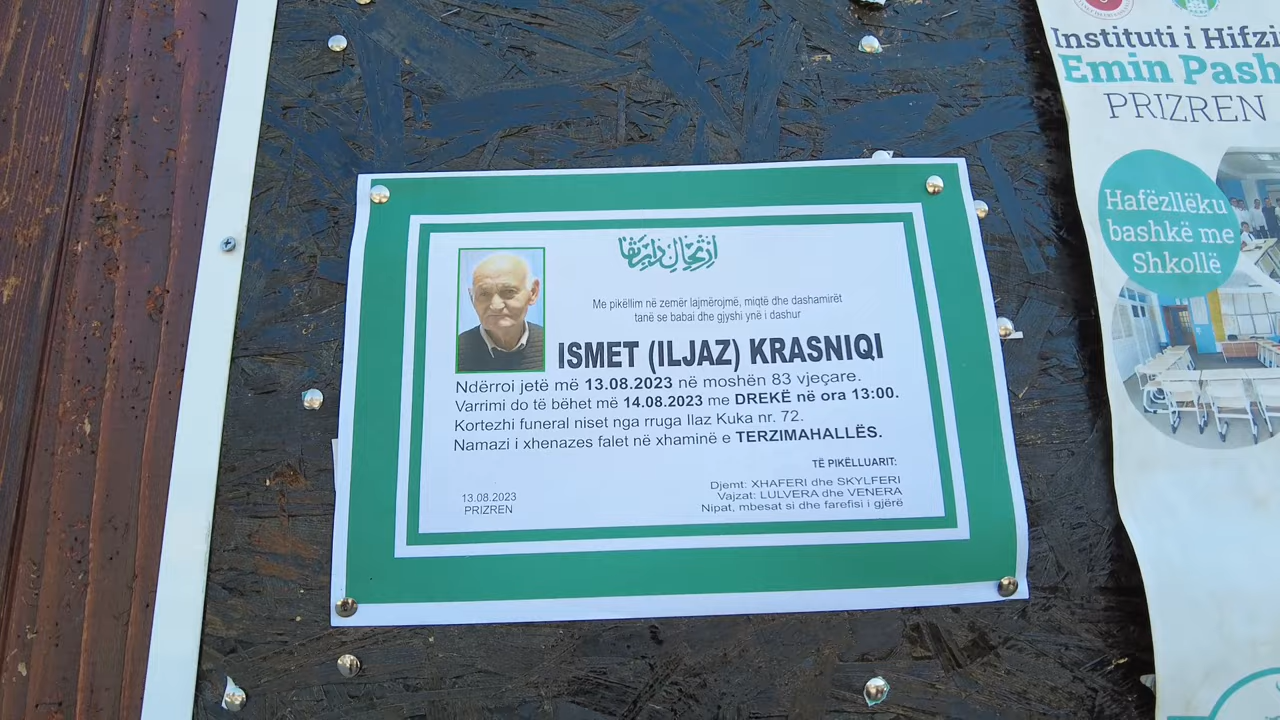 ارتحال دار بقا
Me pikëllim në zemër lajmërojmë, miqtë dhe dashamirët
tanë se babai dhe gjyshi ynë i dashur
ISMET (ILJAZ) KRASNIQI
Ndërroi jetë më 13.08.2023 në moshën 83 vjeçare.
Varrimi do të bëhet më 14.08.2023 me DREKË në ora 13:00.
Kortezhi funeral niset nga rruga Ilaz Kuka nr. 72.
Namazi i xhenazes falet në xhaminë e TERZIMAHALLËS.
TË PIKËLLUARIT:
Djemt: XHAFERI dhe SKYLFERI
Vajzat: LULVERA dhe VENERA
Nipat, mbesat si dhe farefisi i gjërë
13.08.2023
PRIZREN
Instituti i Hifzi
Emin Pash
PRIZREN
Hafëzllëku
bashkë me
Shkollë